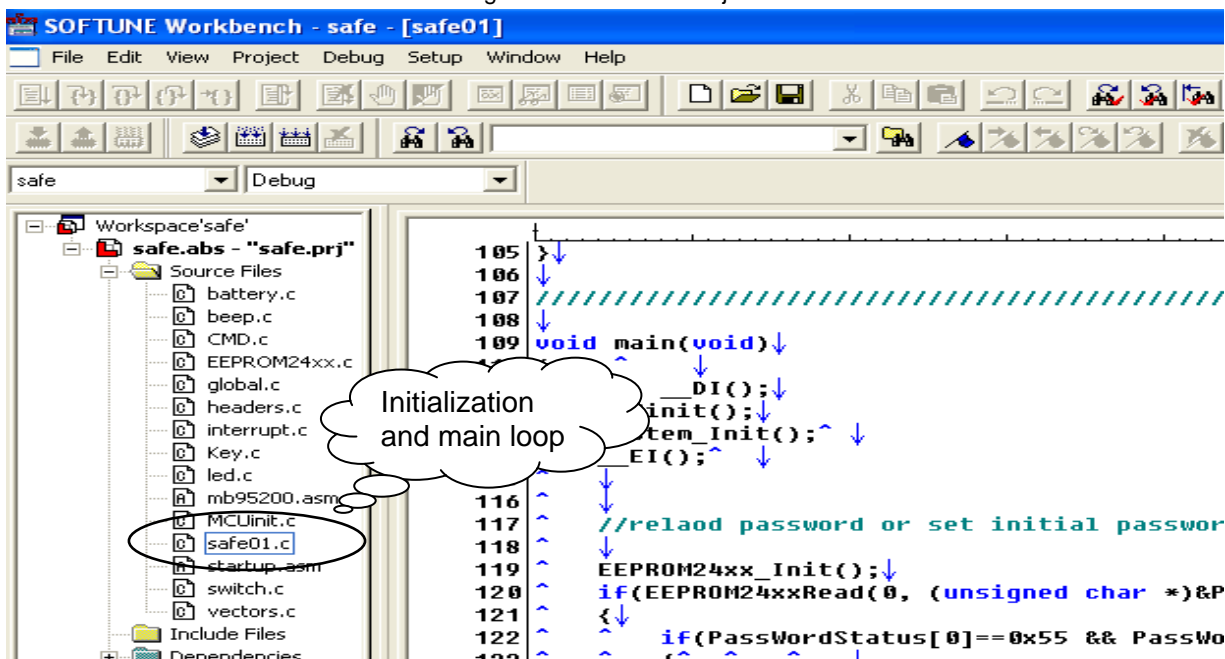 SOFTUNE Workbench - safe - [safe01]
File Edit View Project Debug Setup Window Help
safe
Debug
Workspace'safe'
safe.abs - "safe.prj"
Source Files
battery.c
beep.c
CMD.c
EEPROM24xx.c
global.c
headers.c
interrupt.c
Key.c
led.c
mb95200.asm
MCUinit.c
safe01.c
startup.asm
switch.c
vectors.c
Include Files
Dependencies
Initialization
and main loop
105 }↓
106 ↓
107 ////////////////////////////////////////////
108 ↓
109 void main(void)↓
__DI();↓
init();↓
tem_Init();^ ↓
__EI();^ ↓
^ ↓
116 ^ ↓
117 ^ //relaod password or set initial passwor
118 ^ ↓
119 ^ EEPROM24xx_Init();↓
120 ^ if(EEPROM24xxRead(0, (unsigned char *)&P
121 ^ {↓
122 ^ ^ if(PassWordStatus[0]==0x55 && PassWo